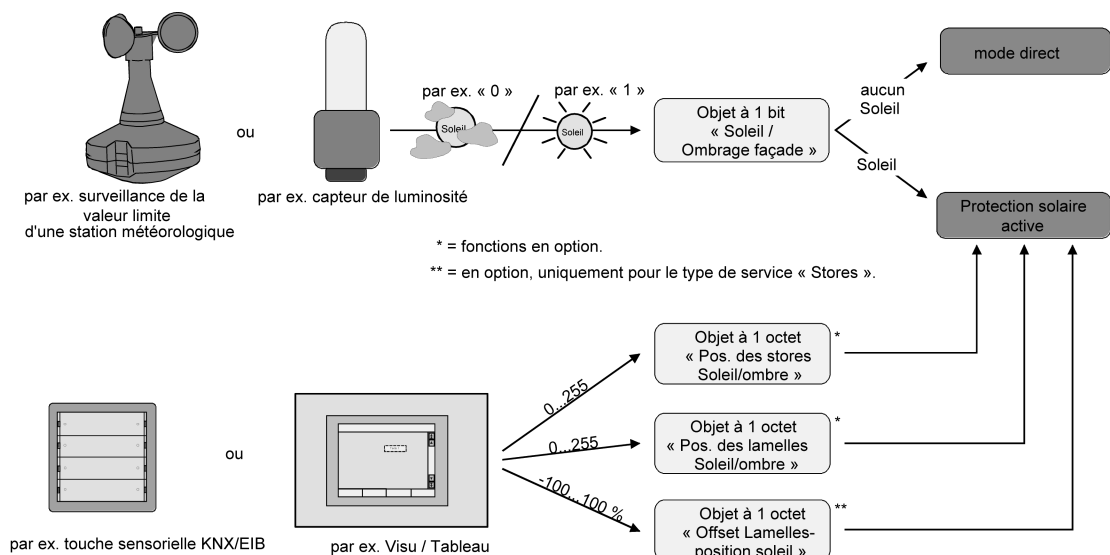 mode direct
par ex. « 0 »
par ex. « 1 »
aucun
Soleil
Objet à 1 bit
« Soleil /
Ombrage façade »
ou
Soleil
Soleil
Soleil
par ex. surveillance de la
valeur limite
d'une station météorologique
par ex. capteur de luminosité
Protection solaire
active
* = fonctions en option.
** = en option, uniquement pour le type de service « Stores ».
Objet à 1 octet
« Pos. des stores
Soleil/ombre »
*
0...255
Objet à 1 octet
« Pos. des lamelles
Soleil/ombre »
*
0...255
ou
-100...100 %
Objet à 1 octet
« Offset Lamelles-
position soleil »
**
par ex. touche sensorielle KNX/EIB
par ex. Visu / Tableau